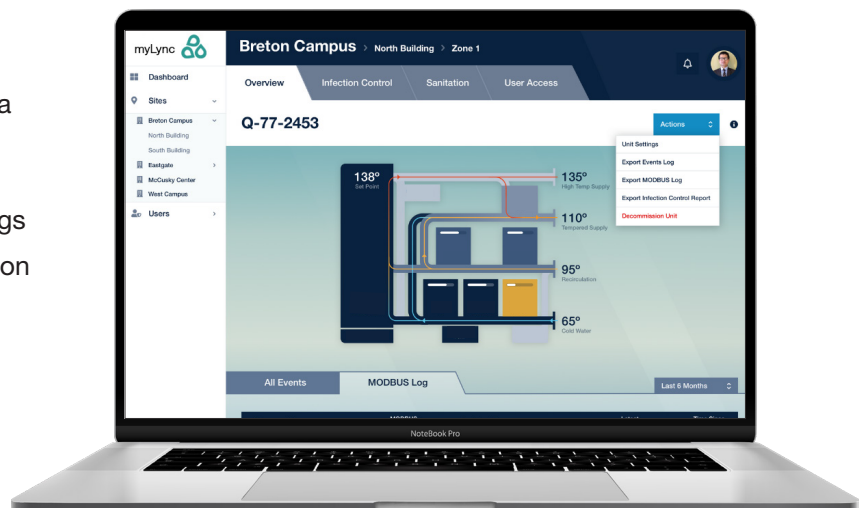 a
gs
on
myLync
Dashboard
Sites
Breton Campus
North Building
South Building
Eastgate
McCusky Center
West Campus
Users
Breton Campus > North Building > Zone 1
Overview
Infection Control
Sanitation
User Access
Q-77-2453
Actions
Unit Settings
Export Events Log
Export MODBUS Log
Export Infection Control Report
Decommission Unit
138º
Set Point
135º
High Temp Supply
110º
Tempered Supply
95º
Recirculation
65º
Cold Water
All Events
MODBUS Log
Last 6 Months
MODBUS
NoteBook Pro